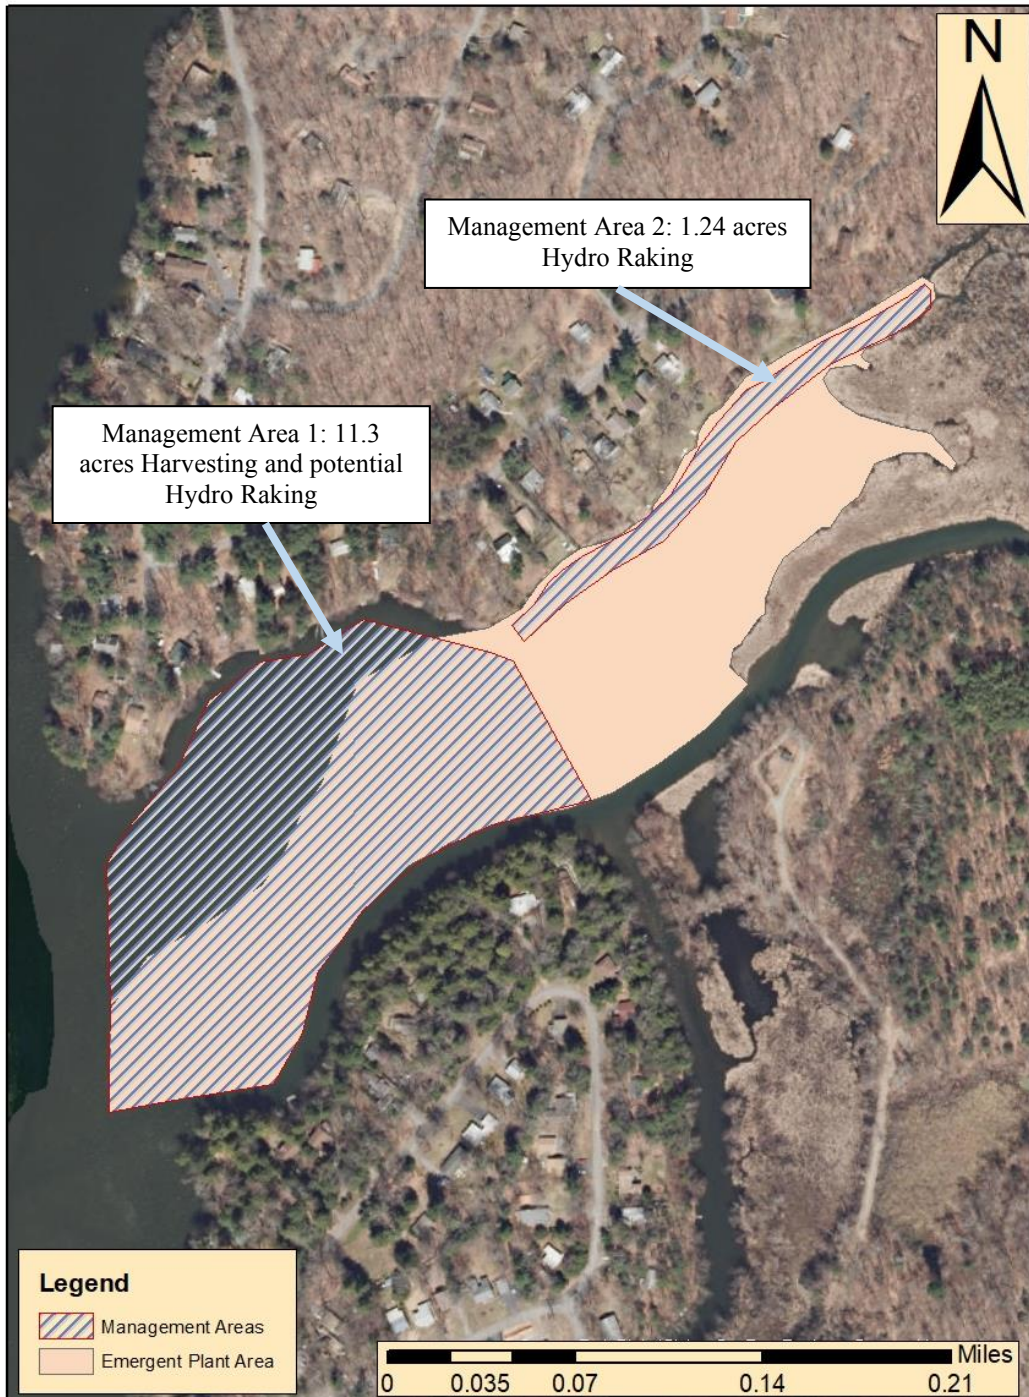 N
Management Area 2: 1.24 acres
Hydro Raking
Management Area 1: 11.3
acres Harvesting and potential
Hydro Raking
Legend
Management Areas
Emergent Plant Area
Miles
0 0.035 0.07 0.14 0.21